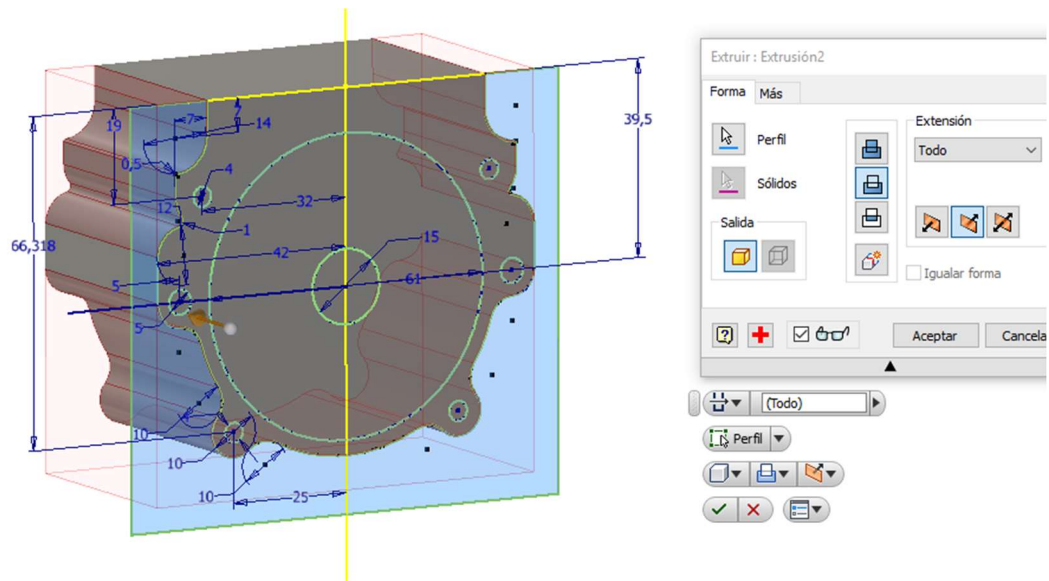 Extruir : Extrusión2
Forma Más
Perfil
Sólidos
Salida
Extensión
Todo
Igualar forma
Aceptar Cancela
(Todo)
Perfil
39,5
19
7
7
14
0,5
4
12
32
1
66,318
42
15
5
61
5
10
10
10
25